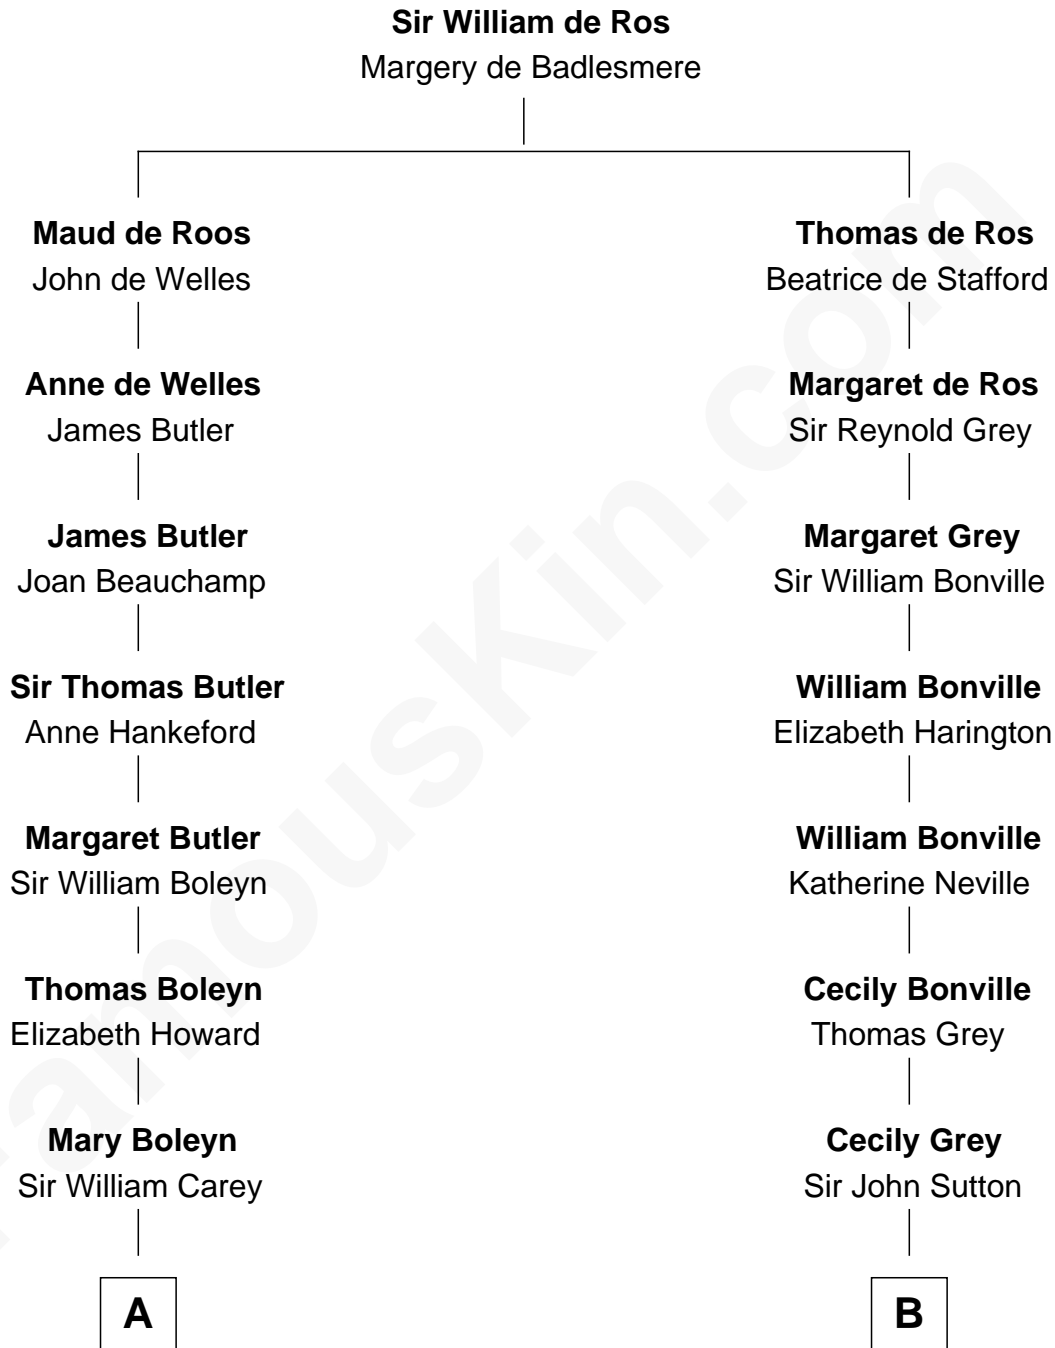 Sir William de Ros
Margery de Badlesmere
Maud de Roos
John de Welles
Thomas de Ros
Beatrice de Stafford
Anne de Welles
James Butler
Margaret de Ros
Sir Reynold Grey
James Butler
Joan Beauchamp
Margaret Grey
Sir William Bonville
Sir Thomas Butler
Anne Hankeford
William Bonville
Elizabeth Harington
Margaret Butler
Sir William Boleyn
William Bonville
Katherine Neville
Thomas Boleyn
Elizabeth Howard
Cecily Bonville
Thomas Grey
Mary Boleyn
Sir William Carey
Cecily Grey
Sir John Sutton
A
B
FamousKin.com